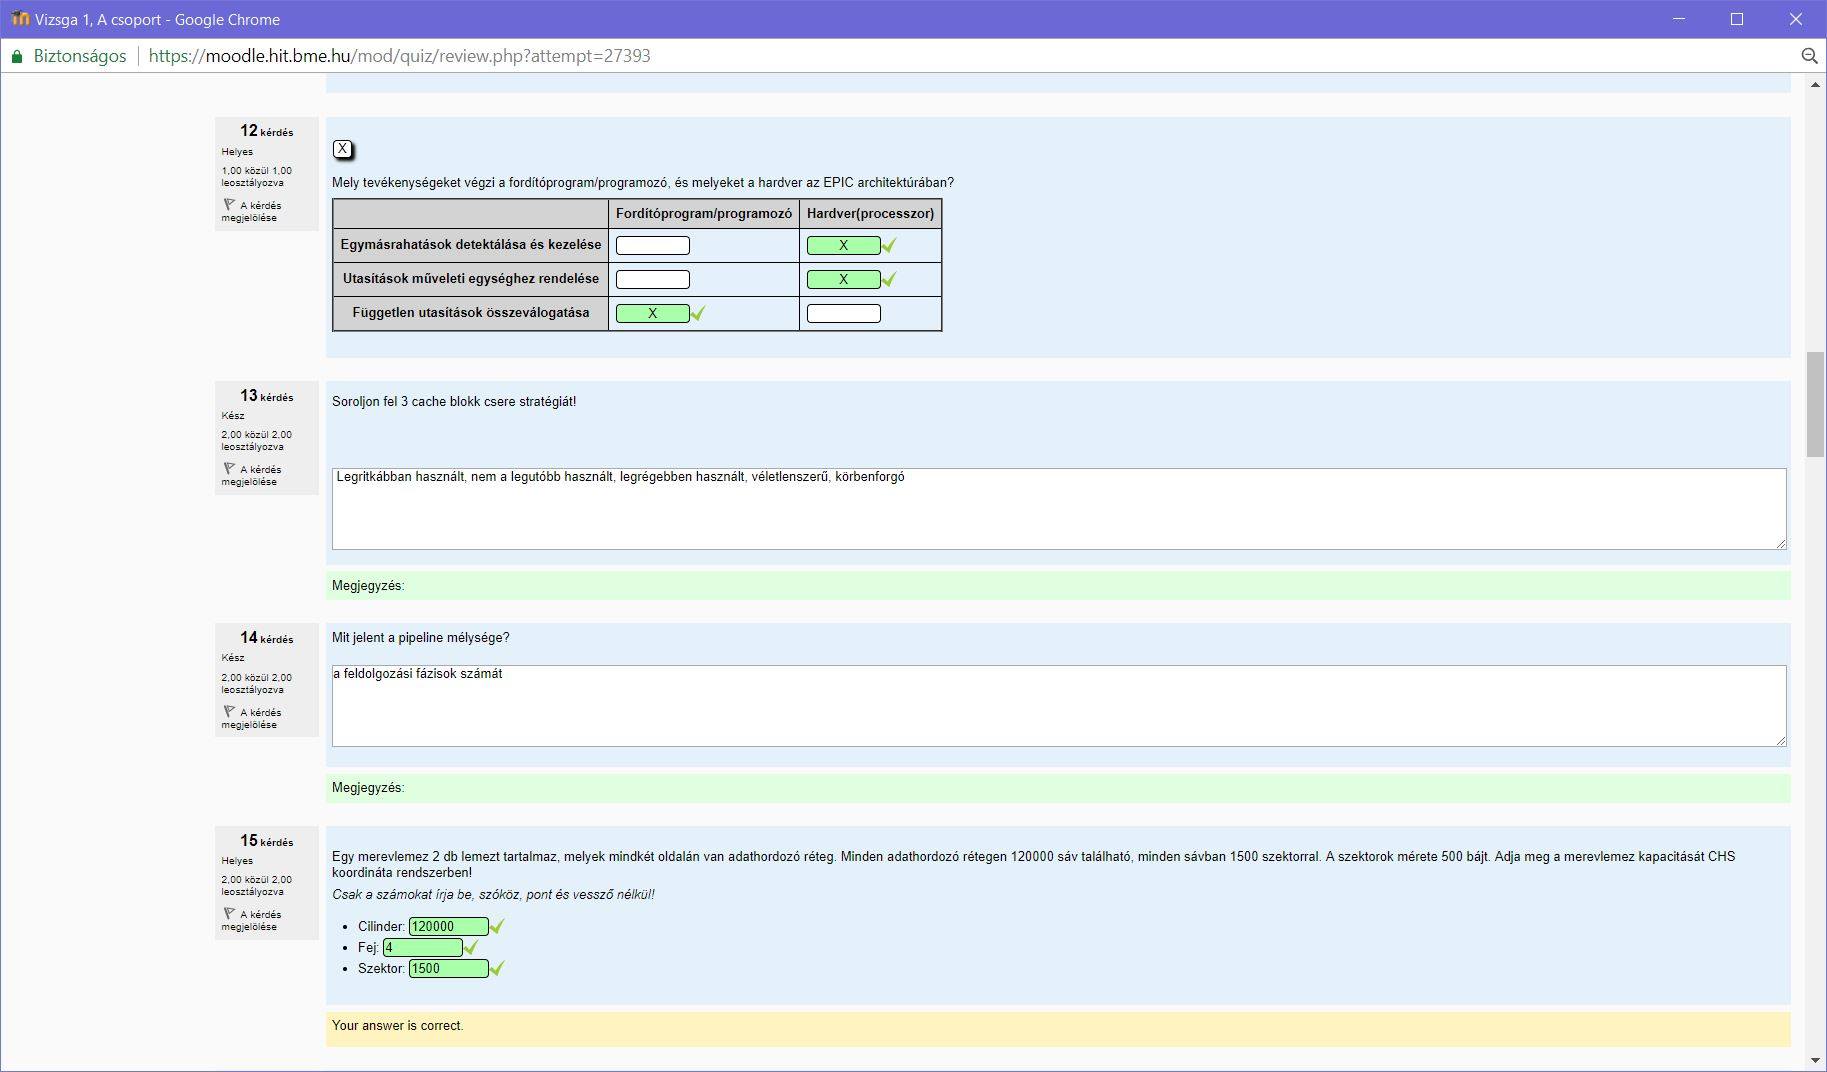 Vizsga 1, A csoport - Google Chrome
Biztonságos https://moodle.hit.bme.hu/mod/quiz/review.php?attempt=27393
12 kérdés
Helyes
1,00 közül 1,00
leosztályozva
A kérdés
megjelölése
X
Mely tevékenységeket végzi a fordítóprogram/programozó, és melyeket a hardver az EPIC architektúrában?
Fordítóprogram/programozó Hardver(processzor)
Egymásrahatások detektálása és kezelése X
Utasítások műveleti egységhez rendelése X
Független utasítások összeválogatása X
13 kérdés
Kész
2,00 közül 2,00
leosztályozva
A kérdés
megjelölése
Soroljon fel 3 cache blokk csere stratégiát!
Legritkábban használt, nem a legutóbb használt, legrégebben használt, véletlenszerű, körbenforgó
Megjegyzés:
14 kérdés
Kész
2,00 közül 2,00
leosztályozva
A kérdés
megjelölése
Mit jelent a pipeline mélysége?
a feldolgozási fázisok számát
Megjegyzés:
15 kérdés
Helyes
2,00 közül 2,00
leosztályozva
A kérdés
megjelölése
Egy merevlemez 2 db lemezt tartalmaz, melyek mindkét oldalán van adathordozó réteg. Minden adathordozó rétegen 120000 sáv található, minden sávban 1500 szektorral. A szektorok mérete 500 bájt. Adja meg a merevlemez kapacitását CHS
koordináta rendszerben!
Csak a számokat írja be, szóköz, pont és vessző nélkül!
Cilinder: 120000
Fej: 4
Szektor: 1500
Your answer is correct.